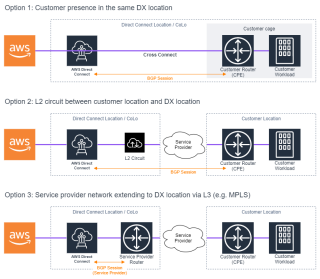 Option 1: Customer presence in the same DX location
Direct Connect Location / CoLo
Customer cage
aws
Cross Connect
AWS Direct
Connect
Customer Router
(CPE)
Customer
Workload
BGP Session
Option 2: L2 circuit between customer location and DX location
Direct Connect Location / CoLo
Customer Location
aws
Service
Provider
AWS Direct
Connect
L2 Circuit
Customer Router
(CPE)
Customer
Workload
BGP Session
Option 3: Service provider network extending to DX location via L3 (e.g. MPLS)
Direct Connect Location / CoLo
Customer Location
aws
Service
Provider
AWS Direct
Connect
Service Provider
Router
Customer Router
(CPE)
Customer
Workload
BGP Session
(Service Provider)